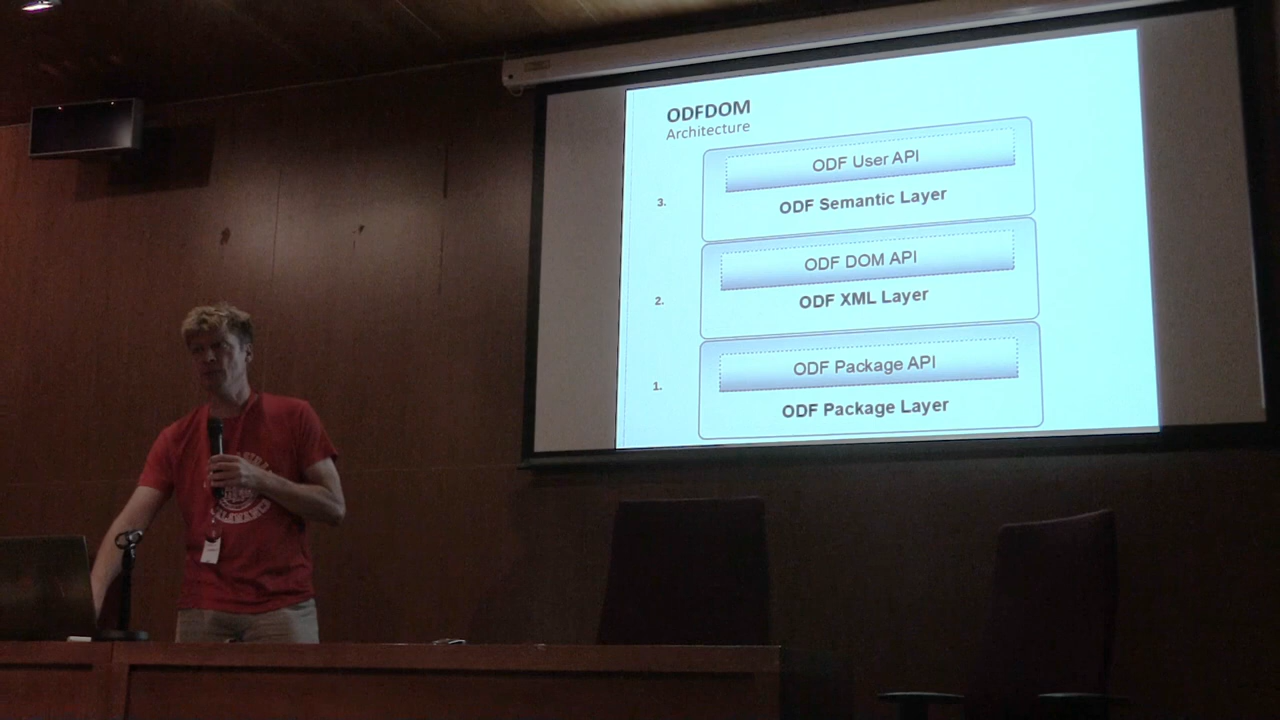 ODFDOM
Architecture
ODF User API
3.
ODF Semantic Layer
ODF DOM API
2.
ODF XML Layer
ODF Package API
1.
ODF Package Layer